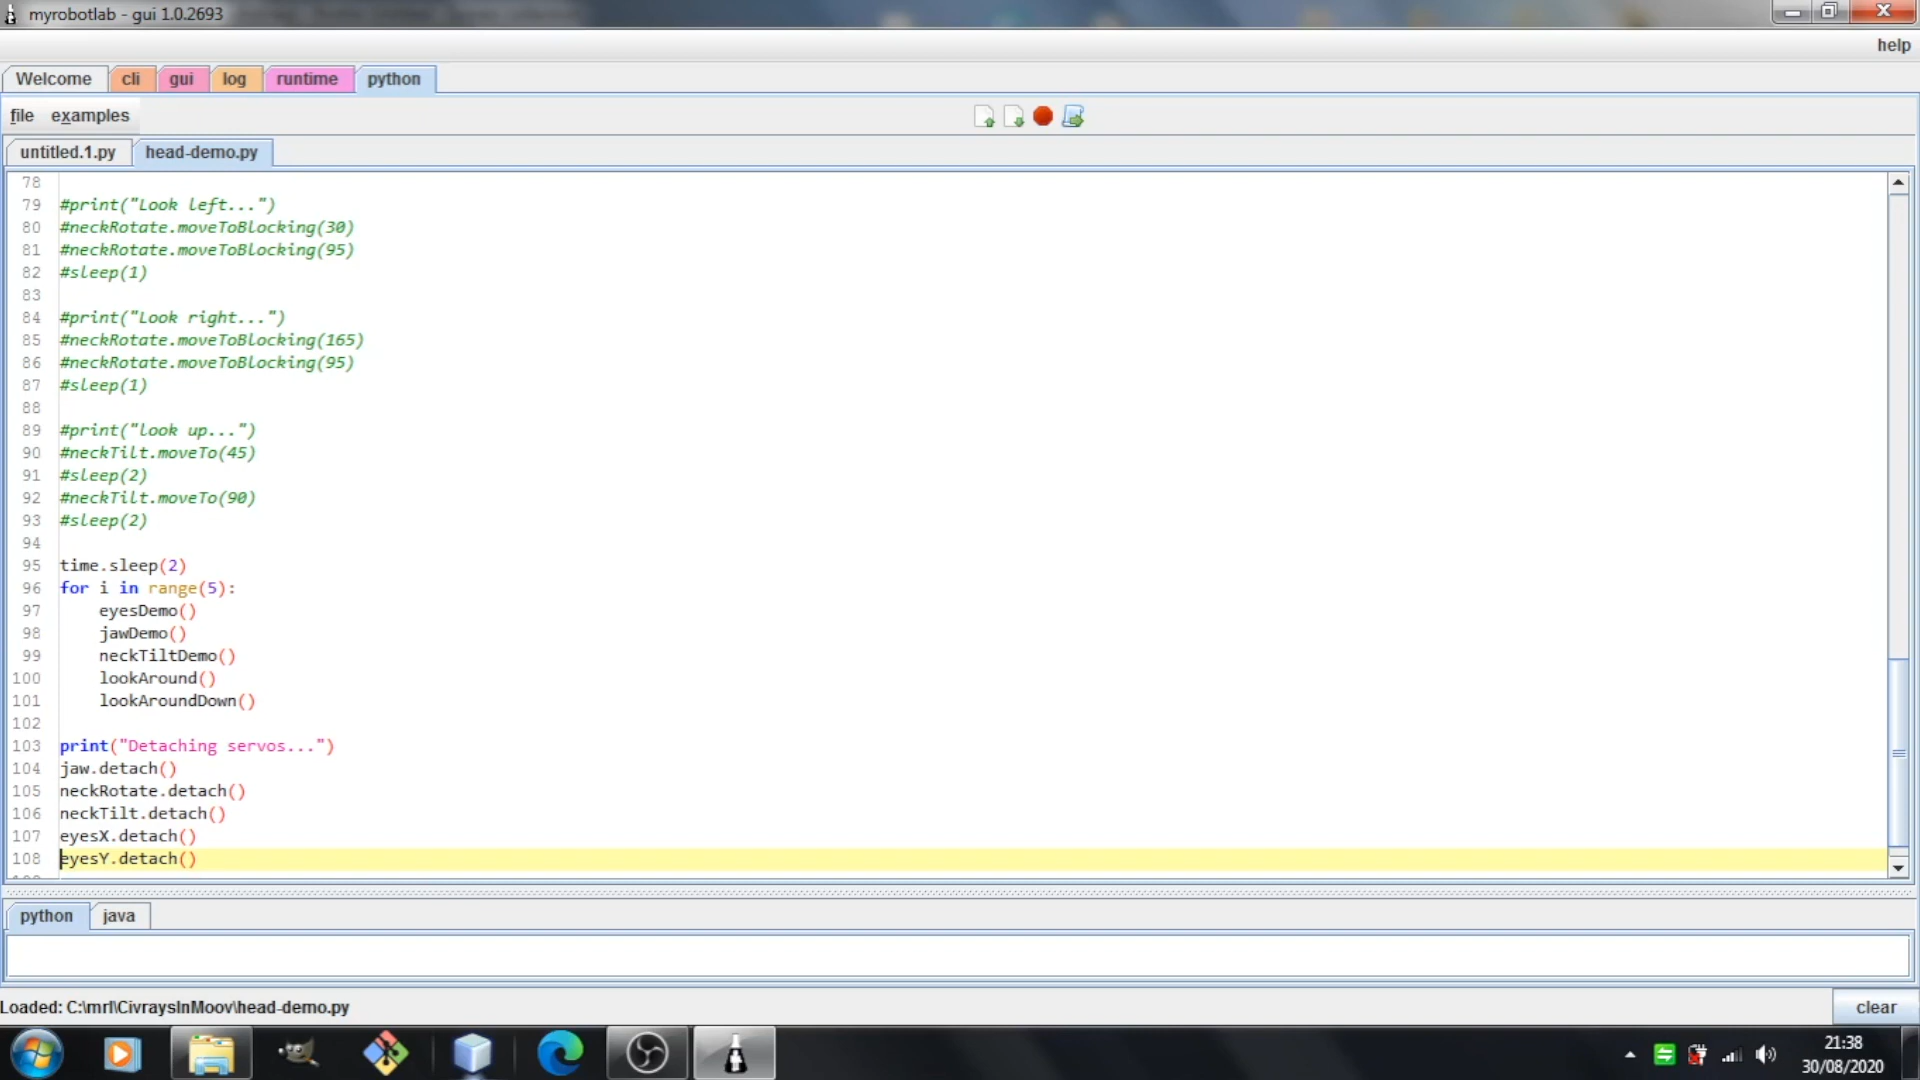 myrobotlab - gui 1.0.2693
help
Welcome cli gui log runtime python
file examples
untitled.1.py head-demo.py
78
79 #print("Look left...")
80 #neckRotate.moveToBlocking(30)
81 #neckRotate.moveToBlocking(95)
82 #sleep(1)
83
84 #print("Look right...")
85 #neckRotate.moveToBlocking(165)
86 #neckRotate.moveToBlocking(95)
87 #sleep(1)
88
89 #print("look up...")
90 #neckTilt.moveTo(45)
91 #sleep(2)
92 #neckTilt.moveTo(90)
93 #sleep(2)
94
95 time.sleep(2)
96 for i in range(5):
97 eyesDemo()
98 jawDemo()
99 neckTiltDemo()
100 lookAround()
101 lookAroundDown()
102
103 print("Detaching servos...")
104 jaw.detach()
105 neckRotate.detach()
106 neckTilt.detach()
107 eyesX.detach()
108 eyesY.detach()
python java
Loaded: C:\mrl\CivraysInMoov\head-demo.py
clear
21:38
30/08/2020